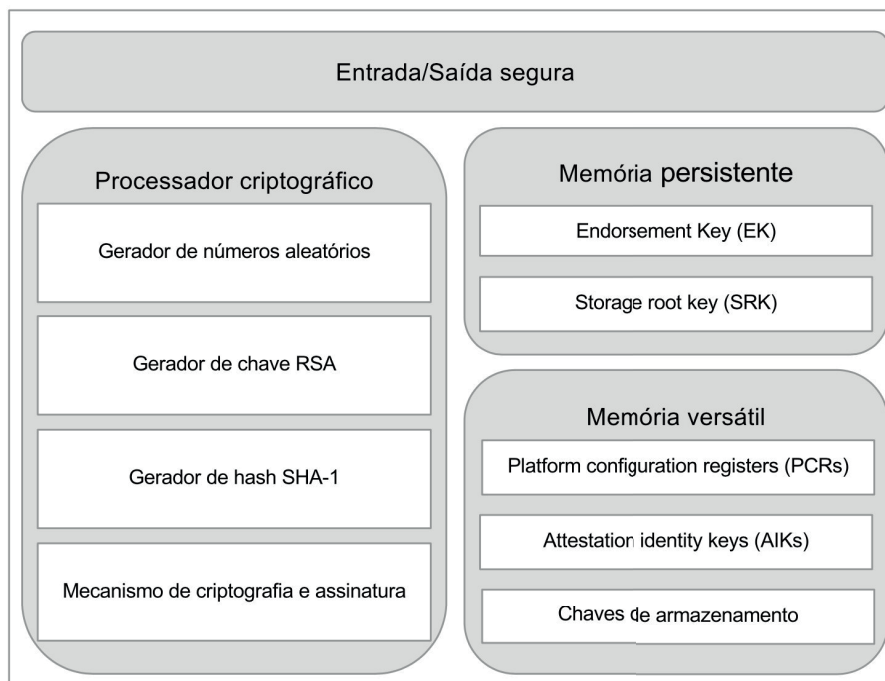 Entrada/Saída segura
Processador criptográfico
Gerador de números aleatórios
Gerador de chave RSA
Gerador de hash SHA-1
Mecanismo de criptografia e assinatura
Memória persistente
Endorsement Key (EK)
Storage root key (SRK)
Memória versátil
Platform configuration registers (PCRs)
Attestation identity keys (AIKs)
Chaves de armazenamento